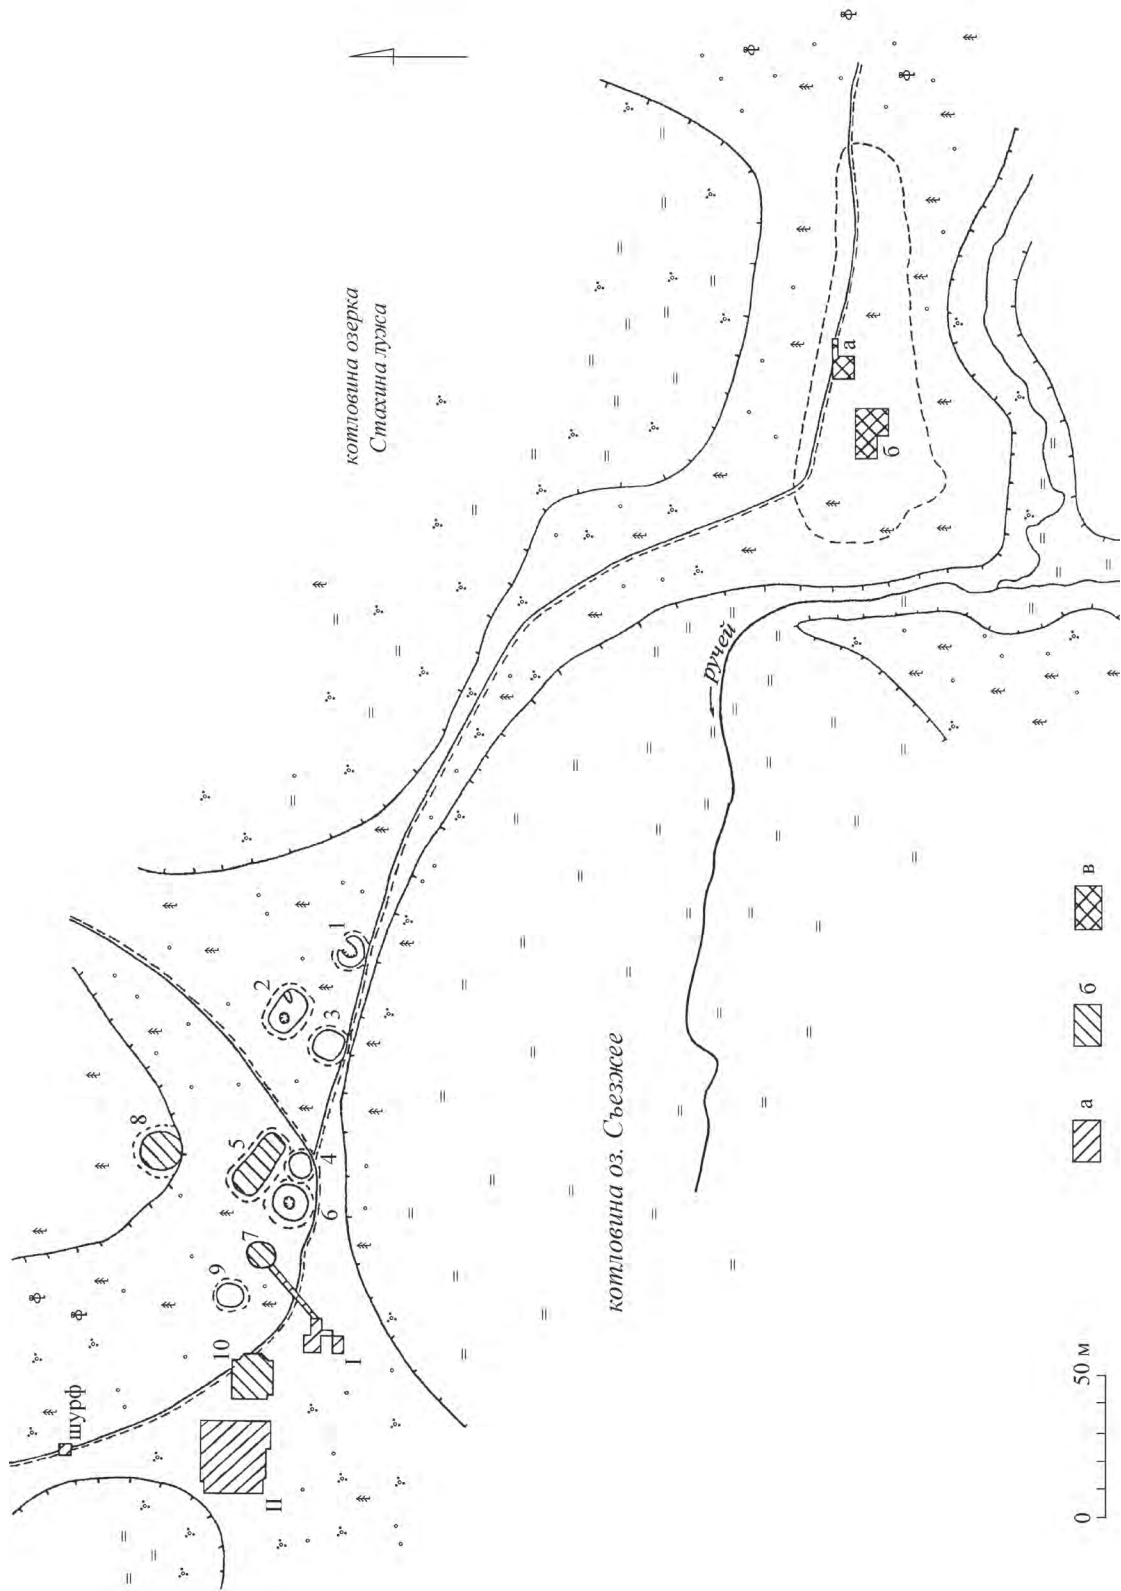 шурф
8
10
9
5
7
2
II
6
4
3
1
I
котловина озерка
Стахина лужа
котловина оз. Съезжее
ручей
а
б
0 50 м
а б в